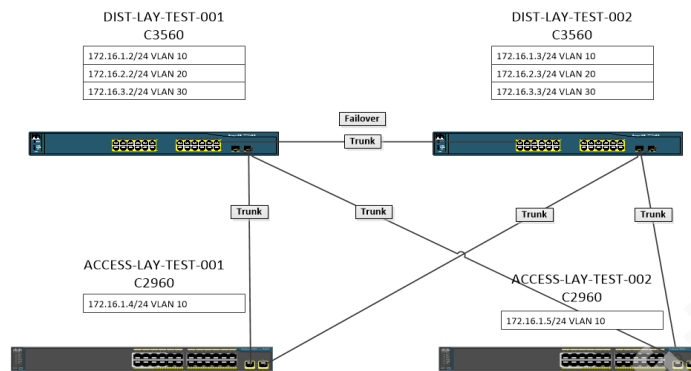 DIST-LAY-TEST-001
C3560
172.16.1.2/24 VLAN 10
172.16.2.2/24 VLAN 20
172.16.3.2/24 VLAN 30
DIST-LAY-TEST-002
C3560
172.16.1.3/24 VLAN 10
172.16.2.3/24 VLAN 20
172.16.3.3/24 VLAN 30
Failover
Trunk
Trunk
Trunk
Trunk
Trunk
ACCESS-LAY-TEST-001
C2960
172.16.1.4/24 VLAN 10
ACCESS-LAY-TEST-002
C2960
172.16.1.5/24 VLAN 10